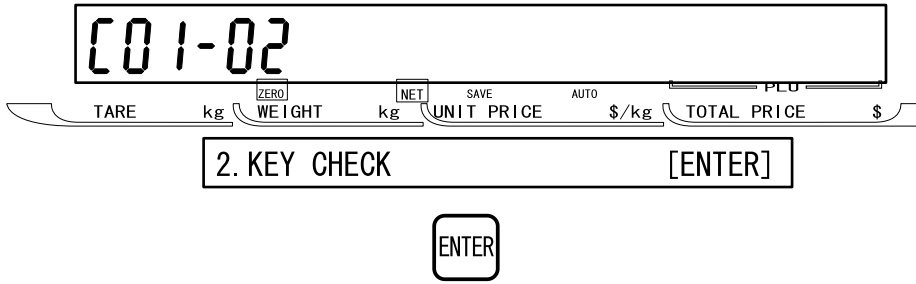 C01-02
ZERO NET SAVE AUTO PLU
TARE kg WEIGHT kg UNIT PRICE $/kg TOTAL PRICE $
2.KEY CHECK [ENTER]
ENTER